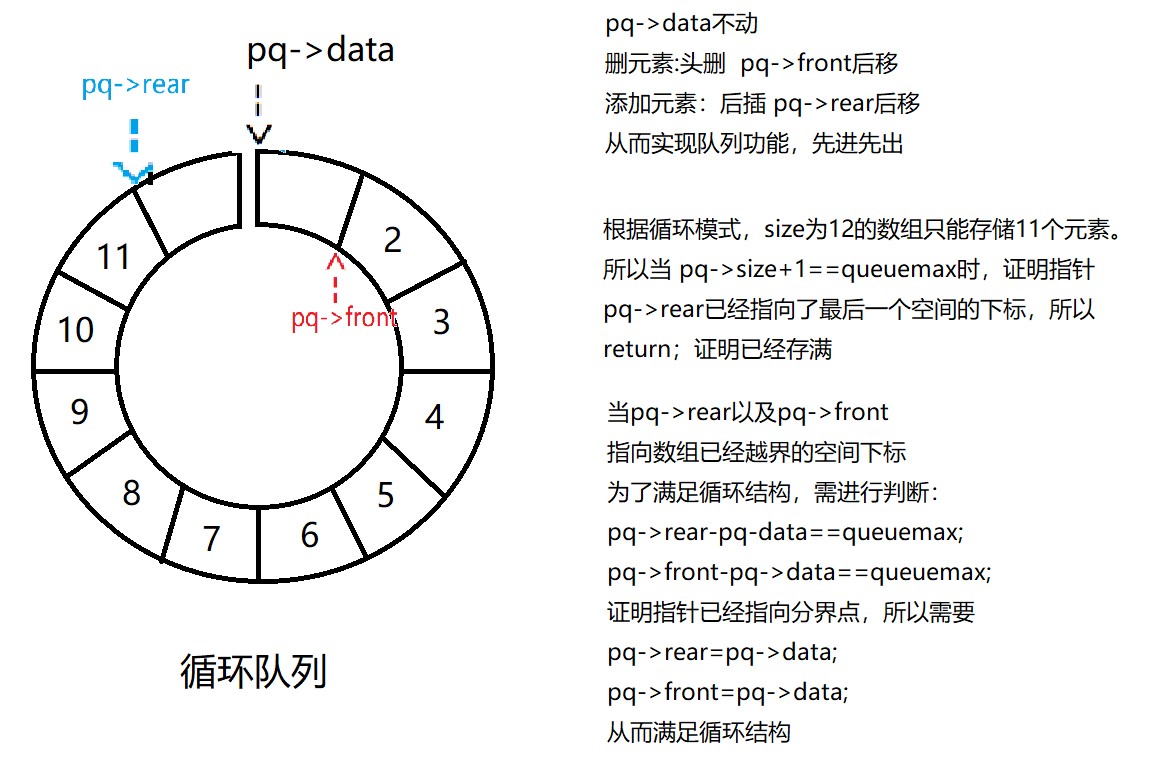 pq->data
pq->rear
2
3
4
5
6
7
8
9
10
11
pq->front
循环队列
pq->data不动
删元素:头删 pq->front后移
添加元素：后插 pq->rear后移
从而实现队列功能，先进先出
根据循环模式，size为12的数组只能存储11个元素。
所以当 pq->size+1==queuemax时，证明指针
pq->rear已经指向了最后一个空间的下标，所以
return；证明已经存满
当pq->rear以及pq->front
指向数组已经越界的空间下标
为了满足循环结构，需进行判断：
pq->rear-pq-data==queuemax;
pq->front-pq->data==queuemax;
证明指针已经指向分界点，所以需要
pq->rear=pq->data;
pq->front=pq->data;
从而满足循环结构